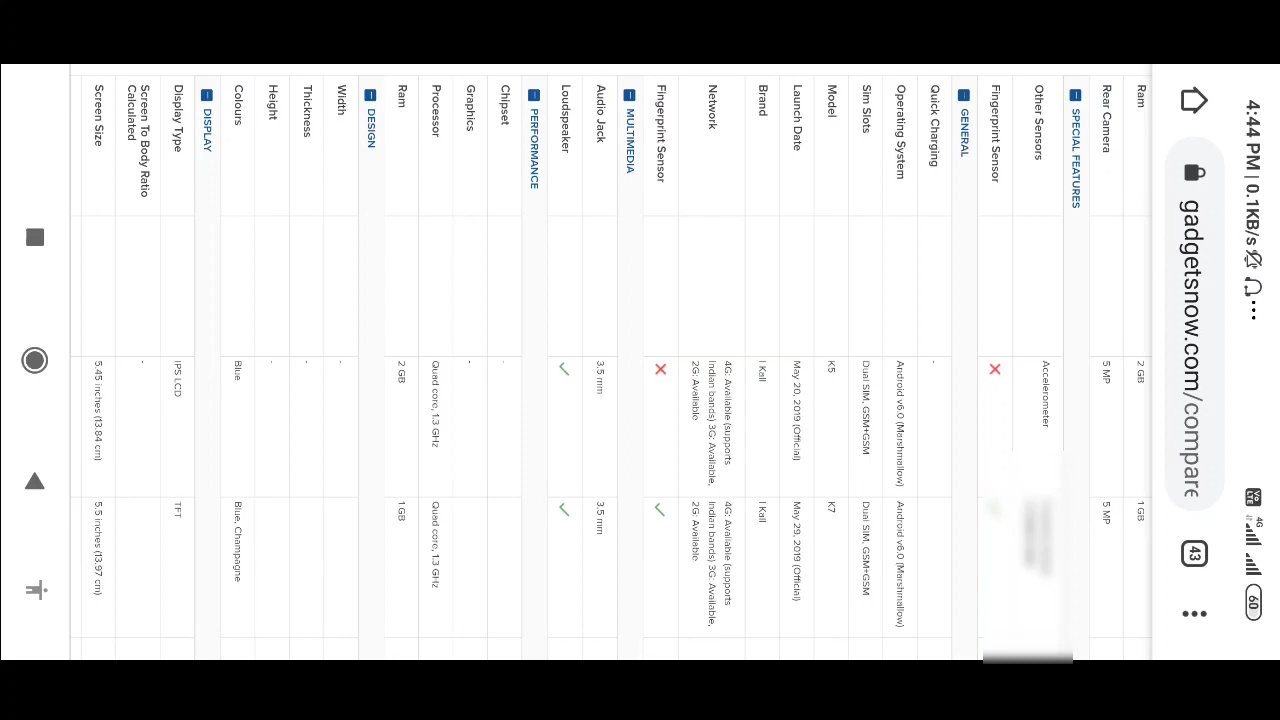 4:44 PM | 0.1KB/s
Vo LTE 4G 60
gadgetsnow.com/compare
43
Ram 2 GB 1 GB
Rear Camera 5 MP 5 MP
SPECIAL FEATURES
Other Sensors Accelerometer
Fingerprint Sensor
GENERAL
Quick Charging -
Operating System Android v6.0 (Marshmallow) Android v6.0 (Marshmallow)
Sim Slots Dual SIM, GSM+GSM Dual SIM, GSM+GSM
Model K5 K7
Launch Date May 20, 2019 (Official) May 29, 2019 (Official)
Brand I Kall I Kall
Network 4G: Available (supports Indian bands) 3G: Available, 2G: Available 4G: Available (supports Indian bands) 3G: Available, 2G: Available
Fingerprint Sensor
MULTIMEDIA
Audio Jack 3.5 mm 3.5 mm
Loudspeaker
PERFORMANCE
Chipset -
Graphics -
Processor Quad core, 1.3 GHz Quad core, 1.3 GHz
Ram 2 GB 1 GB
DESIGN
Width -
Thickness -
Height -
Colours Blue Blue, Champagne
DISPLAY
Display Type IPS LCD TFT
Screen To Body Ratio Calculated -
Screen Size 5.45 inches (13.84 cm) 5.5 inches (13.97 cm)